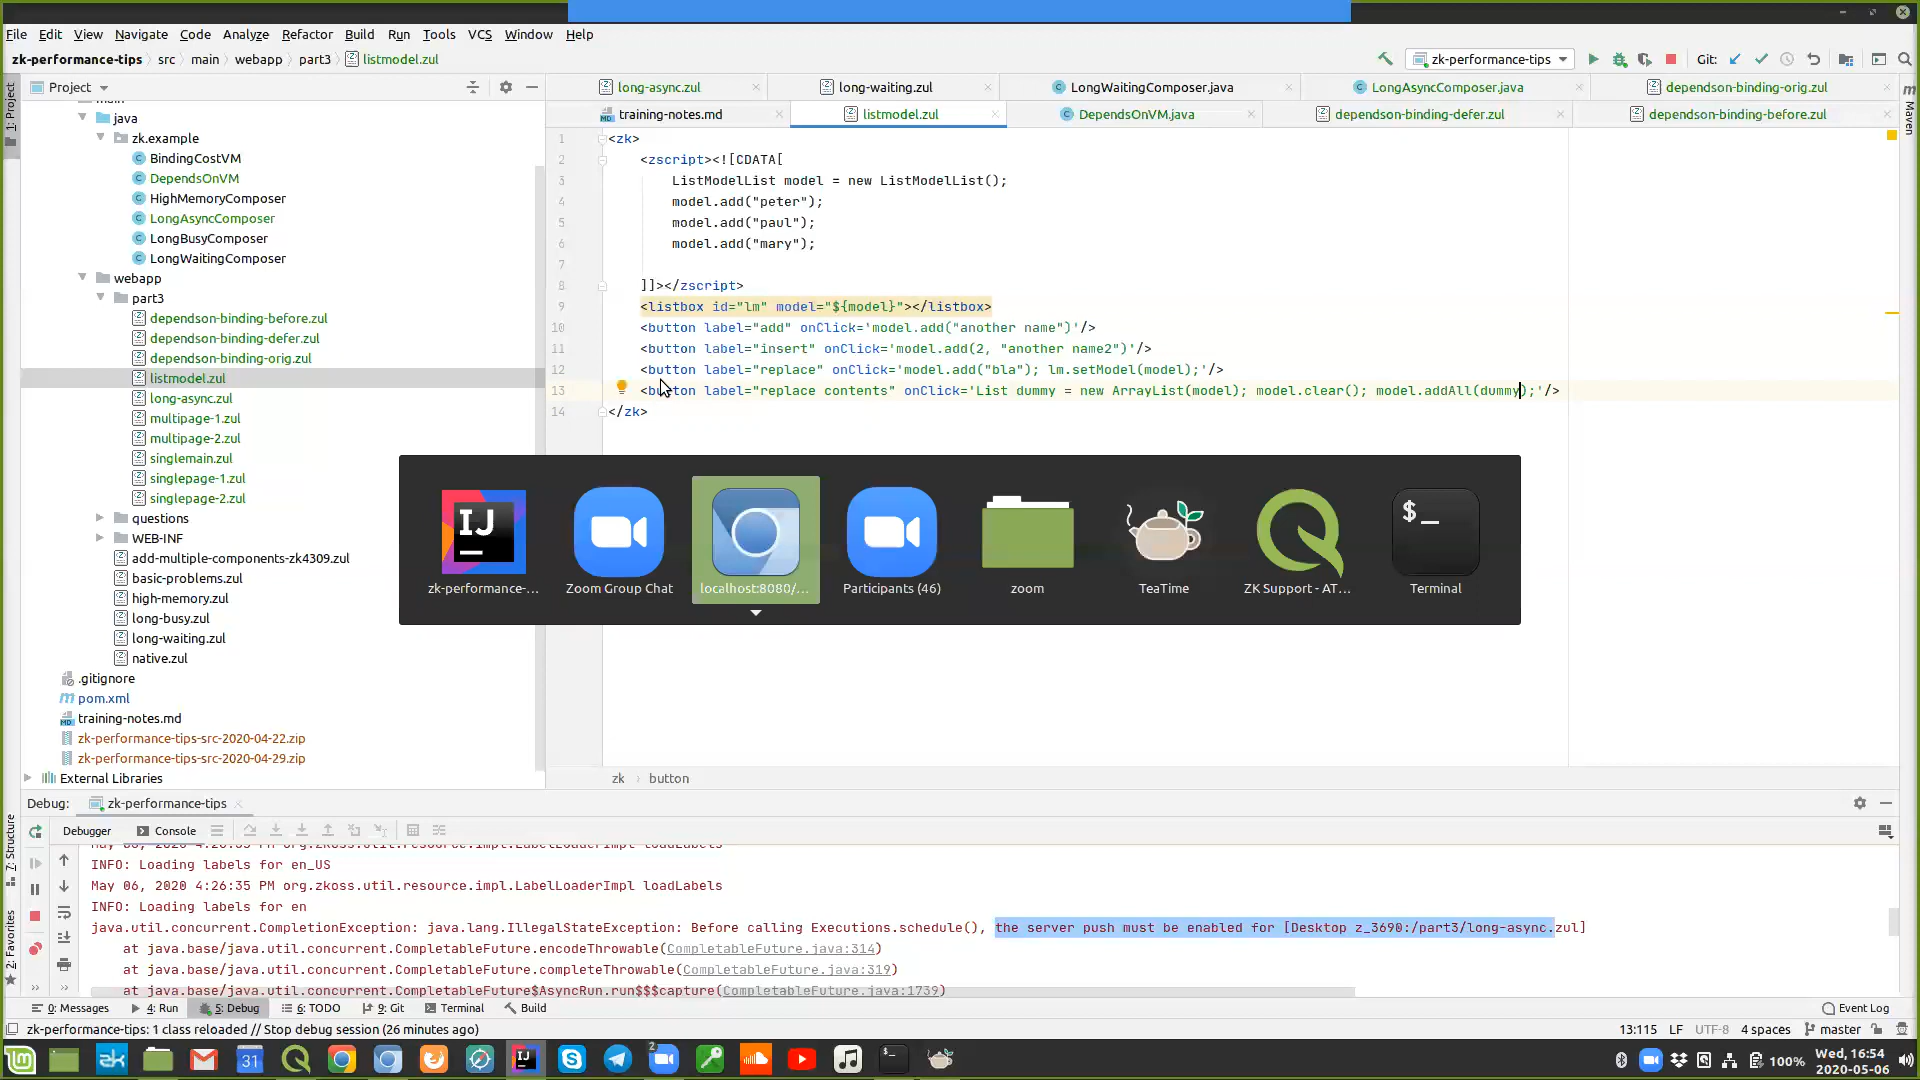 File Edit View Navigate Code Analyze Refactor Build Run Tools VCS Window Help
zk-performance-tips src main webapp part3 listmodel.zul
zk-performance-tips
Git:
1: Project
Project
main
java
zk.example
BindingCostVM
DependsOnVM
HighMemoryComposer
LongAsyncComposer
LongBusyComposer
LongWaitingComposer
webapp
part3
dependson-binding-before.zul
dependson-binding-defer.zul
dependson-binding-orig.zul
listmodel.zul
long-async.zul
multipage-1.zul
multipage-2.zul
singlemain.zul
singlepage-1.zul
singlepage-2.zul
questions
WEB-INF
add-multiple-components-zk4309.zul
basic-problems.zul
high-memory.zul
long-busy.zul
long-waiting.zul
native.zul
.gitignore
pom.xml
training-notes.md
zk-performance-tips-src-2020-04-22.zip
zk-performance-tips-src-2020-04-29.zip
External Libraries
long-async.zul long-waiting.zul LongWaitingComposer.java LongAsyncComposer.java dependson-binding-orig.zul
training-notes.md listmodel.zul DependsOnVM.java dependson-binding-defer.zul dependson-binding-before.zul
Maven
1 <zk>
2 <zscript><![CDATA[
3 ListModelList model = new ListModelList();
4 model.add("peter");
5 model.add("paul");
6 model.add("mary");
7
8 ]]></zscript>
9 <listbox id="lm" model="${model}"></listbox>
10 <button label="add" onClick='model.add("another name")'/>
11 <button label="insert" onClick='model.add(2, "another name2")'/>
12 <button label="replace" onClick='model.add("bla"); lm.setModel(model);'/>
13 <button label="replace contents" onClick='List dummy = new ArrayList(model); model.clear(); model.addAll(dummy);'/>
14 </zk>
IJ
$_
zk-performance-... Zoom Group Chat localhost:8080/... Participants (46) zoom TeaTime ZK Support - AT... Terminal
zk button
Debug: zk-performance-tips
Debugger Console
7: Structure
2: Favorites
INFO: Loading labels for en_US
May 06, 2020 4:26:35 PM org.zkoss.util.resource.impl.LabelLoaderImpl loadLabels
INFO: Loading labels for en
java.util.concurrent.CompletionException: java.lang.IllegalStateException: Before calling Executions.schedule(), the server push must be enabled for [Desktop z_3690:/part3/long-async.zul]
at java.base/java.util.concurrent.CompletableFuture.encodeThrowable(CompletableFuture.java:314)
at java.base/java.util.concurrent.CompletableFuture.completeThrowable(CompletableFuture.java:319)
at java.base/java.util.concurrent.CompletableFuture$AsyncRun.run$$$capture(CompletableFuture.java:1739)
0: Messages 4: Run 5: Debug 6: TODO 9: Git Terminal Build Event Log
zk-performance-tips: 1 class reloaded // Stop debug session (26 minutes ago) 13:115 LF UTF-8 4 spaces master
zk 31 IJ 2 $_ 100% Wed, 16:54
2020-05-06